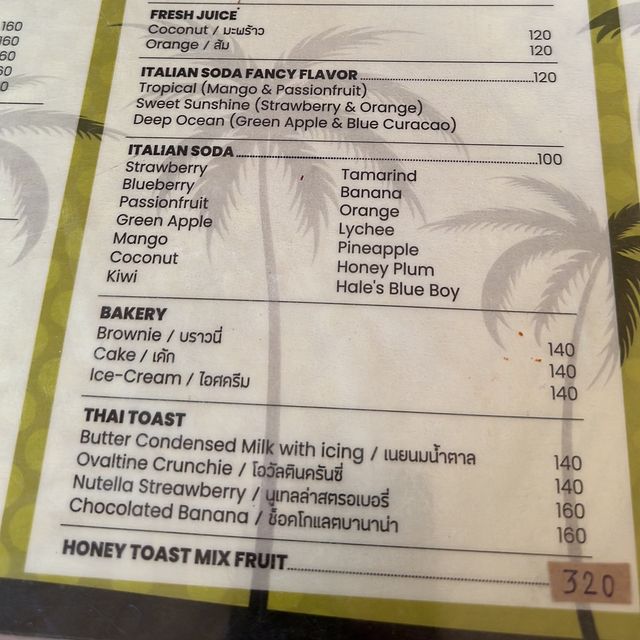 160
160
60
60
0
FRESH JUICE
Coconut / มะพร้าว 120
Orange / ส้ม 120
ITALIAN SODA FANCY FLAVOR 120
Tropical (Mango & Passionfruit)
Sweet Sunshine (Strawberry & Orange)
Deep Ocean (Green Apple & Blue Curacao)
ITALIAN SODA 100
Strawberry
Blueberry
Passionfruit
Green Apple
Mango
Coconut
Kiwi
Tamarind
Banana
Orange
Lychee
Pineapple
Honey Plum
Hale's Blue Boy
BAKERY
Brownie / บราวนี่ 140
Cake / เค้ก 140
Ice-Cream / ไอศครีม 140
THAI TOAST
Butter Condensed Milk with icing / เนยนมน้ำตาล 140
Ovaltine Crunchie / โอวัลตินครันชี่ 140
Nutella Streawberry / นูเทลล่าสตรอเบอรี่ 160
Chocolated Banana / ช็อคโกแลตบานาน่า 160
HONEY TOAST MIX FRUIT 320